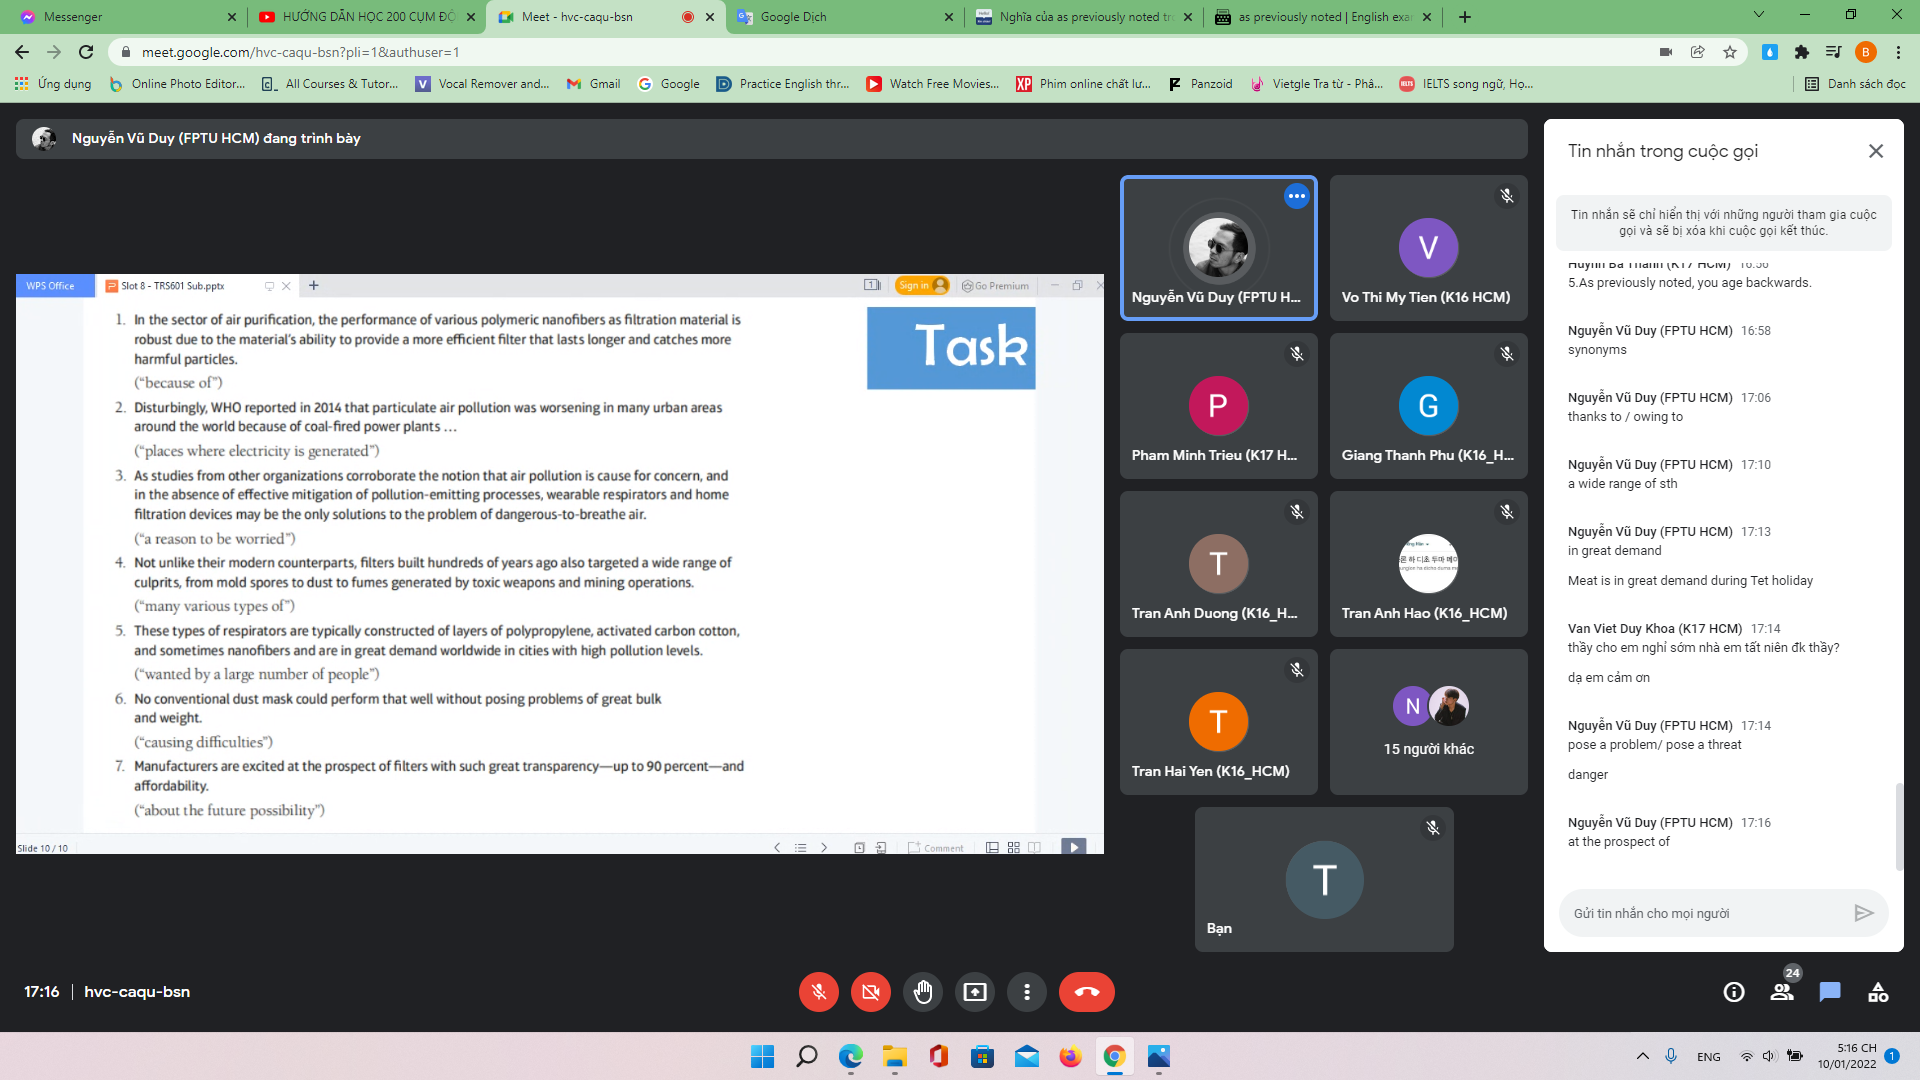 Messenger
HƯỚNG DẪN HỌC 200 CỤM ĐỘ
Meet - hvc-caqu-bsn
Google Dịch
Nghĩa của as previously noted tr
as previously noted | English exa
meet.google.com/hvc-caqu-bsn?pli=1&authuser=1
B
Ứng dụng
Online Photo Editor...
All Courses & Tutor...
Vocal Remover and...
Gmail
Google
Practice English thr...
Watch Free Movies...
Phim online chất lư...
Panzoid
Vietgle Tra từ - Phâ...
IELTS song ngữ, Họ...
Danh sách đọc
Nguyễn Vũ Duy (FPTU HCM) đang trình bày
WPS Office
Slot 8 - TRS601 Sub.pptx
Sign in
Go Premium
Task
1. In the sector of air purification, the performance of various polymeric nanofibers as filtration material is
robust due to the material's ability to provide a more efficient filter that lasts longer and catches more
harmful particles.
("because of")
2. Disturbingly, WHO reported in 2014 that particulate air pollution was worsening in many urban areas
around the world because of coal-fired power plants ...
("places where electricity is generated")
3. As studies from other organizations corroborate the notion that air pollution is cause for concern, and
in the absence of effective mitigation of pollution-emitting processes, wearable respirators and home
filtration devices may be the only solutions to the problem of dangerous-to-breathe air.
("a reason to be worried")
4. Not unlike their modern counterparts, filters built hundreds of years ago also targeted a wide range of
culprits, from mold spores to dust to fumes generated by toxic weapons and mining operations.
("many various types of")
5. These types of respirators are typically constructed of layers of polypropylene, activated carbon cotton,
and sometimes nanofibers and are in great demand worldwide in cities with high pollution levels.
("wanted by a large number of people")
6. No conventional dust mask could perform that well without posing problems of great bulk
and weight.
("causing difficulties")
7. Manufacturers are excited at the prospect of filters with such great transparency—up to 90 percent—and
affordability.
("about the future possibility")
Slide 10 / 10
Comment
Nguyễn Vũ Duy (FPTU H...
V
Vo Thi My Tien (K16 HCM)
P
Pham Minh Trieu (K17 H...
G
Giang Thanh Phu (K16_H...
T
Tran Anh Duong (K16_H...
Tran Anh Hao (K16_HCM)
T
Tran Hai Yen (K16_HCM)
N
15 người khác
T
Bạn
Tin nhắn trong cuộc gọi
Tin nhắn sẽ chỉ hiển thị với những người tham gia cuộc
gọi và sẽ bị xóa khi cuộc gọi kết thúc.
Huynh Ba Thanh (K17 HCM) 16:56
5.As previously noted, you age backwards.
Nguyễn Vũ Duy (FPTU HCM) 16:58
synonyms
Nguyễn Vũ Duy (FPTU HCM) 17:06
thanks to / owing to
Nguyễn Vũ Duy (FPTU HCM) 17:10
a wide range of sth
Nguyễn Vũ Duy (FPTU HCM) 17:13
in great demand
Meat is in great demand during Tet holiday
Van Viet Duy Khoa (K17 HCM) 17:14
thầy cho em nghỉ sớm nhà em tất niên đk thầy?
dạ em cảm ơn
Nguyễn Vũ Duy (FPTU HCM) 17:14
pose a problem/ pose a threat
danger
Nguyễn Vũ Duy (FPTU HCM) 17:16
at the prospect of
Gửi tin nhắn cho mọi người
17:16 | hvc-caqu-bsn
24
ENG
5:16 CH
10/01/2022
1